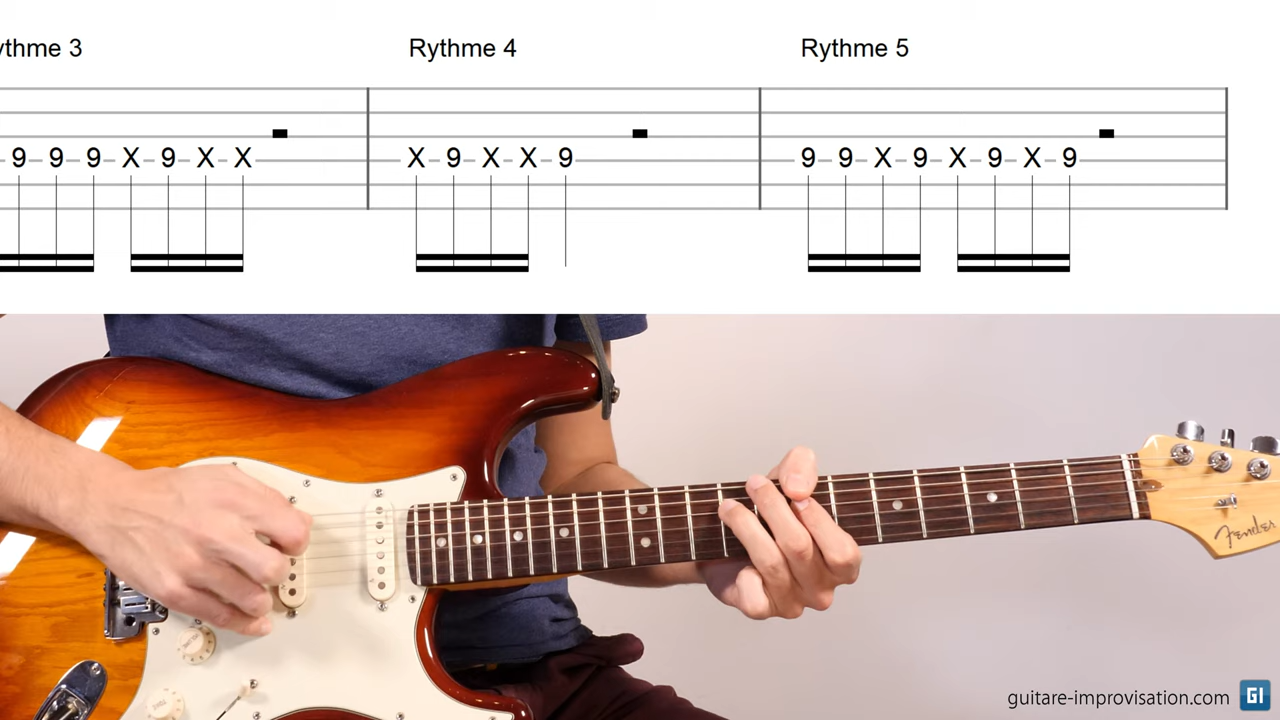 ythme 3
Rythme 4
Rythme 5
9 9 9 X 9 X X
X 9 X X 9
9 9 X 9 X 9 X 9
Fender
guitare-improvisation.com GI